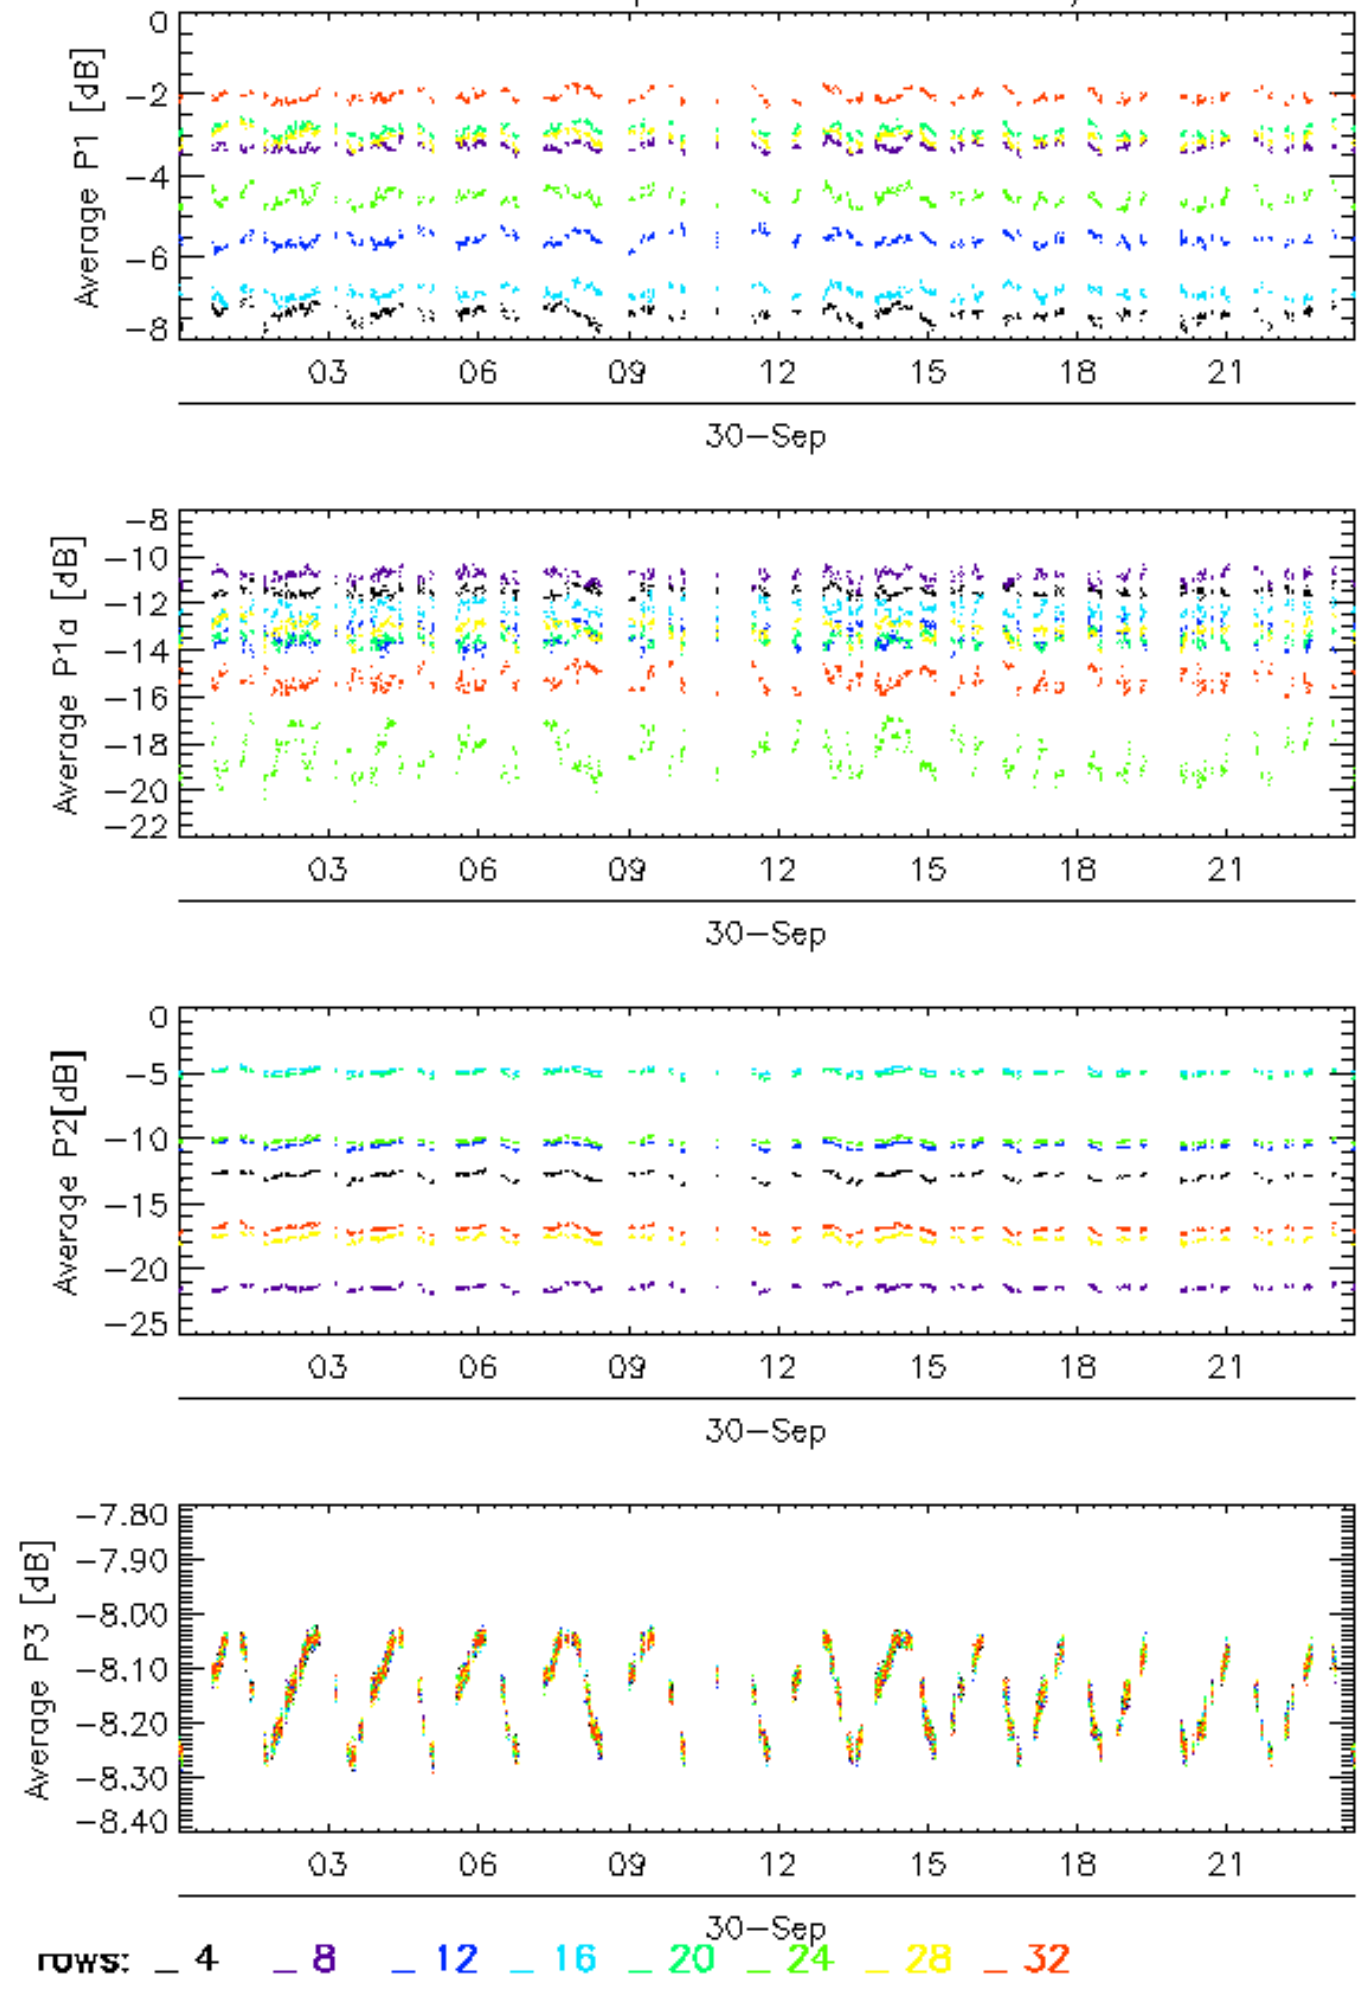 0
-2
-4
-6
-8
Average P1 [dB]
03 06 09 12 15 18 21
30-Sep
-8
-10
-12
-14
-16
-18
-20
-22
Average P1a [dB]
03 06 09 12 15 18 21
30-Sep
0
-5
-10
-15
-20
-25
Average P2[dB]
03 06 09 12 15 18 21
30-Sep
-7.80
-7.90
-8.00
-8.10
-8.20
-8.30
-8.40
Average P3 [dB]
03 06 09 12 15 18 21
30-Sep
rows: _ 4 _ 8 _ 12 _ 16 _ 20 _ 24 _ 28 _ 32